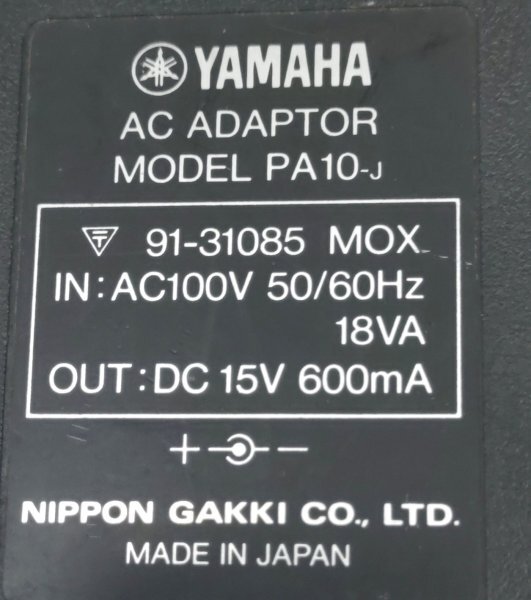 YAMAHA
AC ADAPTOR
MODEL PA10-J
91-31085 MOX
IN:AC100V 50/60Hz
18VA
OUT:DC 15V 600mA
+ −
NIPPON GAKKI CO., LTD.
MADE IN JAPAN